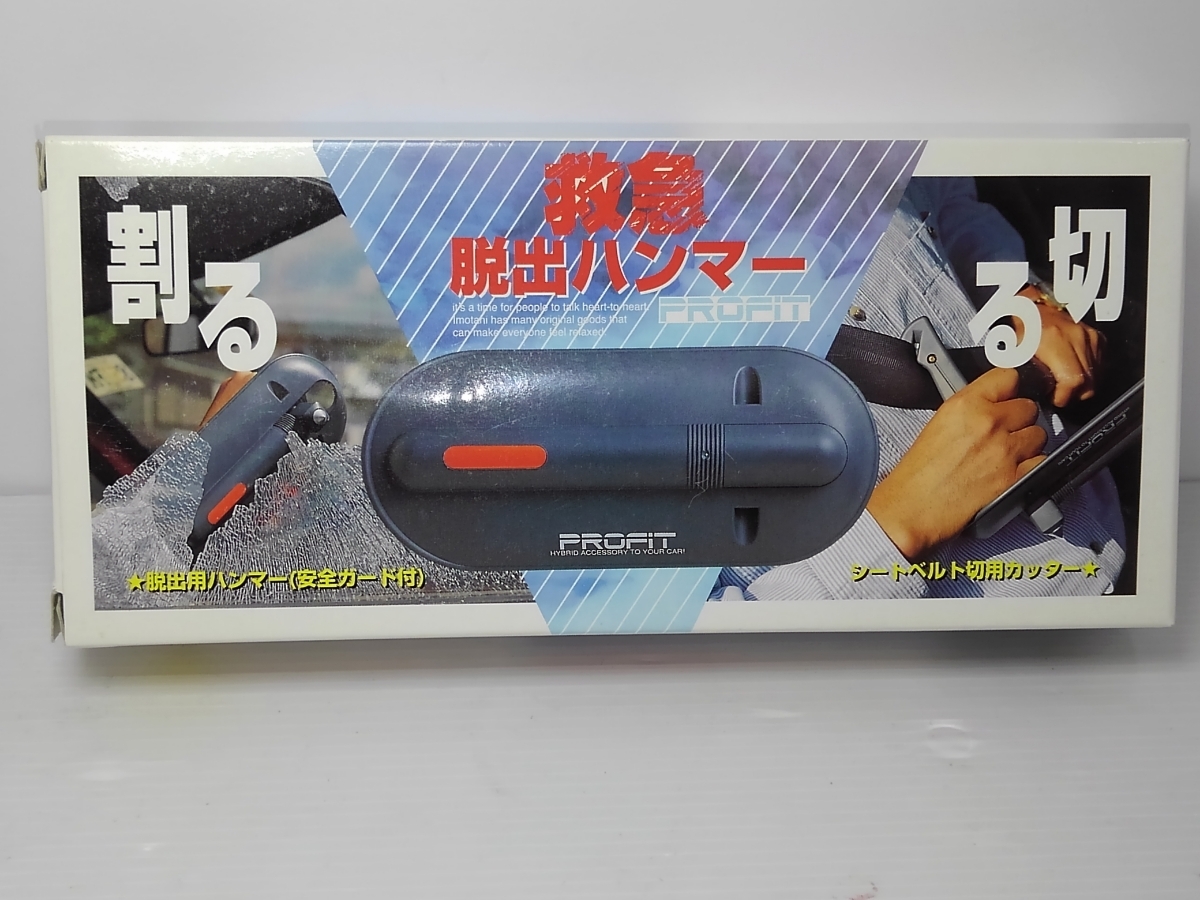 割る
救急
脱出ハンマー
it's a time for people to talk heart-to-heart.
Imotani has many original goods that
can make everyone feel relaxed.
PROFiT
切る
PROFiT
HYBRID ACCESSORY TO YOUR CAR!
★脱出用ハンマー(安全ガード付)
シートベルト切用カッター★
PROFiT